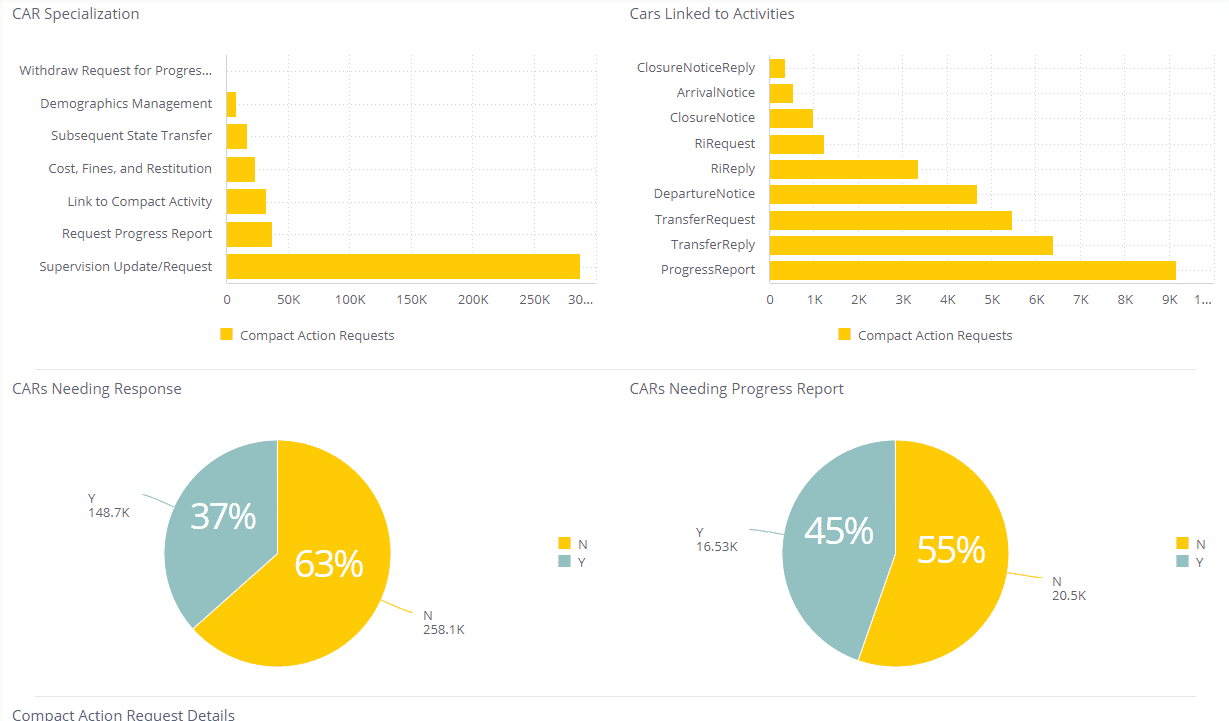 CAR Specialization
Withdraw Request for Progres...
Demographics Management
Subsequent State Transfer
Cost, Fines, and Restitution
Link to Compact Activity
Request Progress Report
Supervision Update/Request
0 50K 100K 150K 200K 250K 30...
Compact Action Requests
Cars Linked to Activities
ClosureNoticeReply
ArrivalNotice
ClosureNotice
RiRequest
RiReply
DepartureNotice
TransferRequest
TransferReply
ProgressReport
0 1K 2K 3K 4K 5K 6K 7K 8K 9K 1...
Compact Action Requests
CARs Needing Response
Y
148.7K
37%
63%
N
258.1K
N
Y
CARs Needing Progress Report
Y
16.53K
45%
55%
N
20.5K
N
Y
Compact Action Request Details